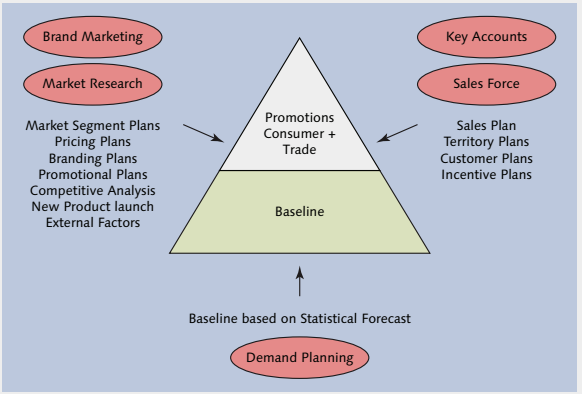 Brand Marketing
Market Research
Market Segment Plans
Pricing Plans
Branding Plans
Promotional Plans
Competitive Analysis
New Product launch
External Factors
Promotions
Consumer +
Trade
Baseline
Key Accounts
Sales Force
Sales Plan
Territory Plans
Customer Plans
Incentive Plans
Baseline based on Statistical Forecast
Demand Planning